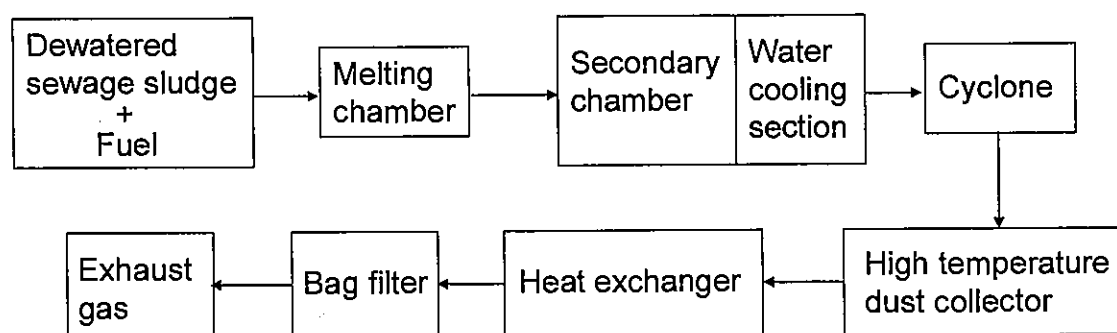 Dewatered
sewage sludge
+
Fuel
Melting
chamber
Secondary
chamber
Water
cooling
section
Cyclone
High temperature
dust collector
Heat exchanger
Bag filter
Exhaust
gas